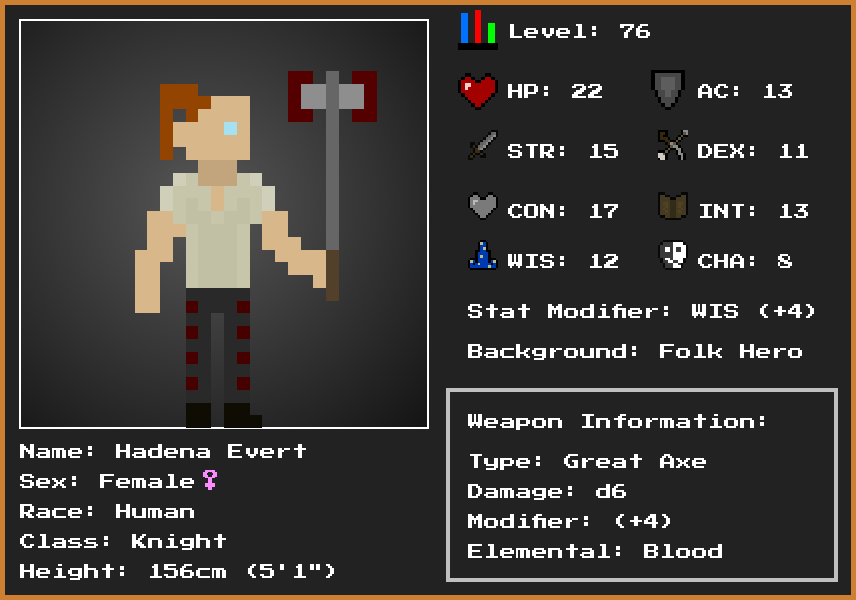 Level: 76
HP: 22
AC: 13
STR: 15
DEX: 11
CON: 17
INT: 13
WIS: 12
CHA: 8
Stat Modifier: WIS (+4)
Background: Folk Hero
Weapon Information:
Type: Great Axe
Damage: d6
Modifier: (+4)
Elemental: Blood
Name: Hadena Evert
Sex: Female♀
Race: Human
Class: Knight
Height: 156cm (5'1")